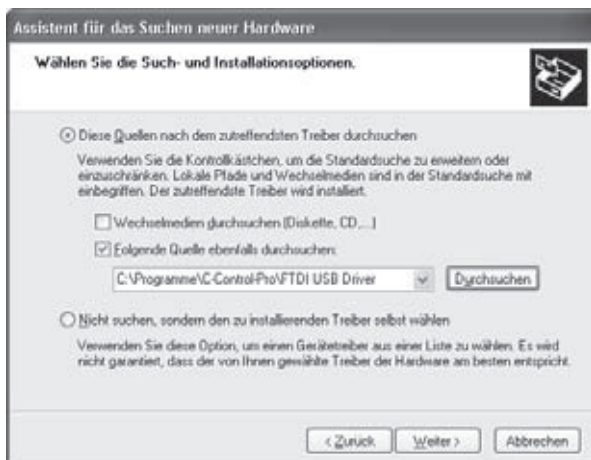 Assistent für das Suchen neuer Hardware
Wählen Sie die Such- und Installationsoptionen.
Diese Quellen nach dem zutreffendsten Treiber durchsuchen
Verwenden Sie die Kontrollkästchen, um die Standardsuche zu erweitern oder
einzuschränken. Lokale Pfade und Wechselmedien sind in der Standardsuche mit
einbegriffen. Der zutreffendste Treiber wird installiert.
Wechselmedien durchsuchen (Diskette, CD,...)
Folgende Quelle ebenfalls durchsuchen:
C:\Programme\C-Control-Pro\FTDI USB Driver
Durchsuchen
Nicht suchen, sondern den zu installierenden Treiber selbst wählen
Verwenden Sie diese Option, um einen Gerätetreiber aus einer Liste zu wählen. Es wird
nicht garantiert, dass der von Ihnen gewählte Treiber der Hardware am besten entspricht.
< Zurück Weiter > Abbrechen